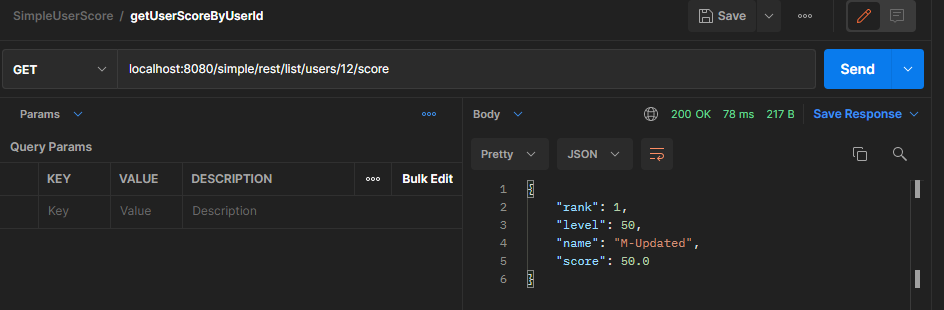 SimpleUserScore / getUserScoreByUserId
Save
GET
localhost:8080/simple/rest/list/users/12/score
Send
Params
Query Params
KEY VALUE DESCRIPTION Bulk Edit
Key Value Description
Body
200 OK 78 ms 217 B Save Response
Pretty JSON
1 {
2 "rank": 1,
3 "level": 50,
4 "name": "M-Updated",
5 "score": 50.0
6 }